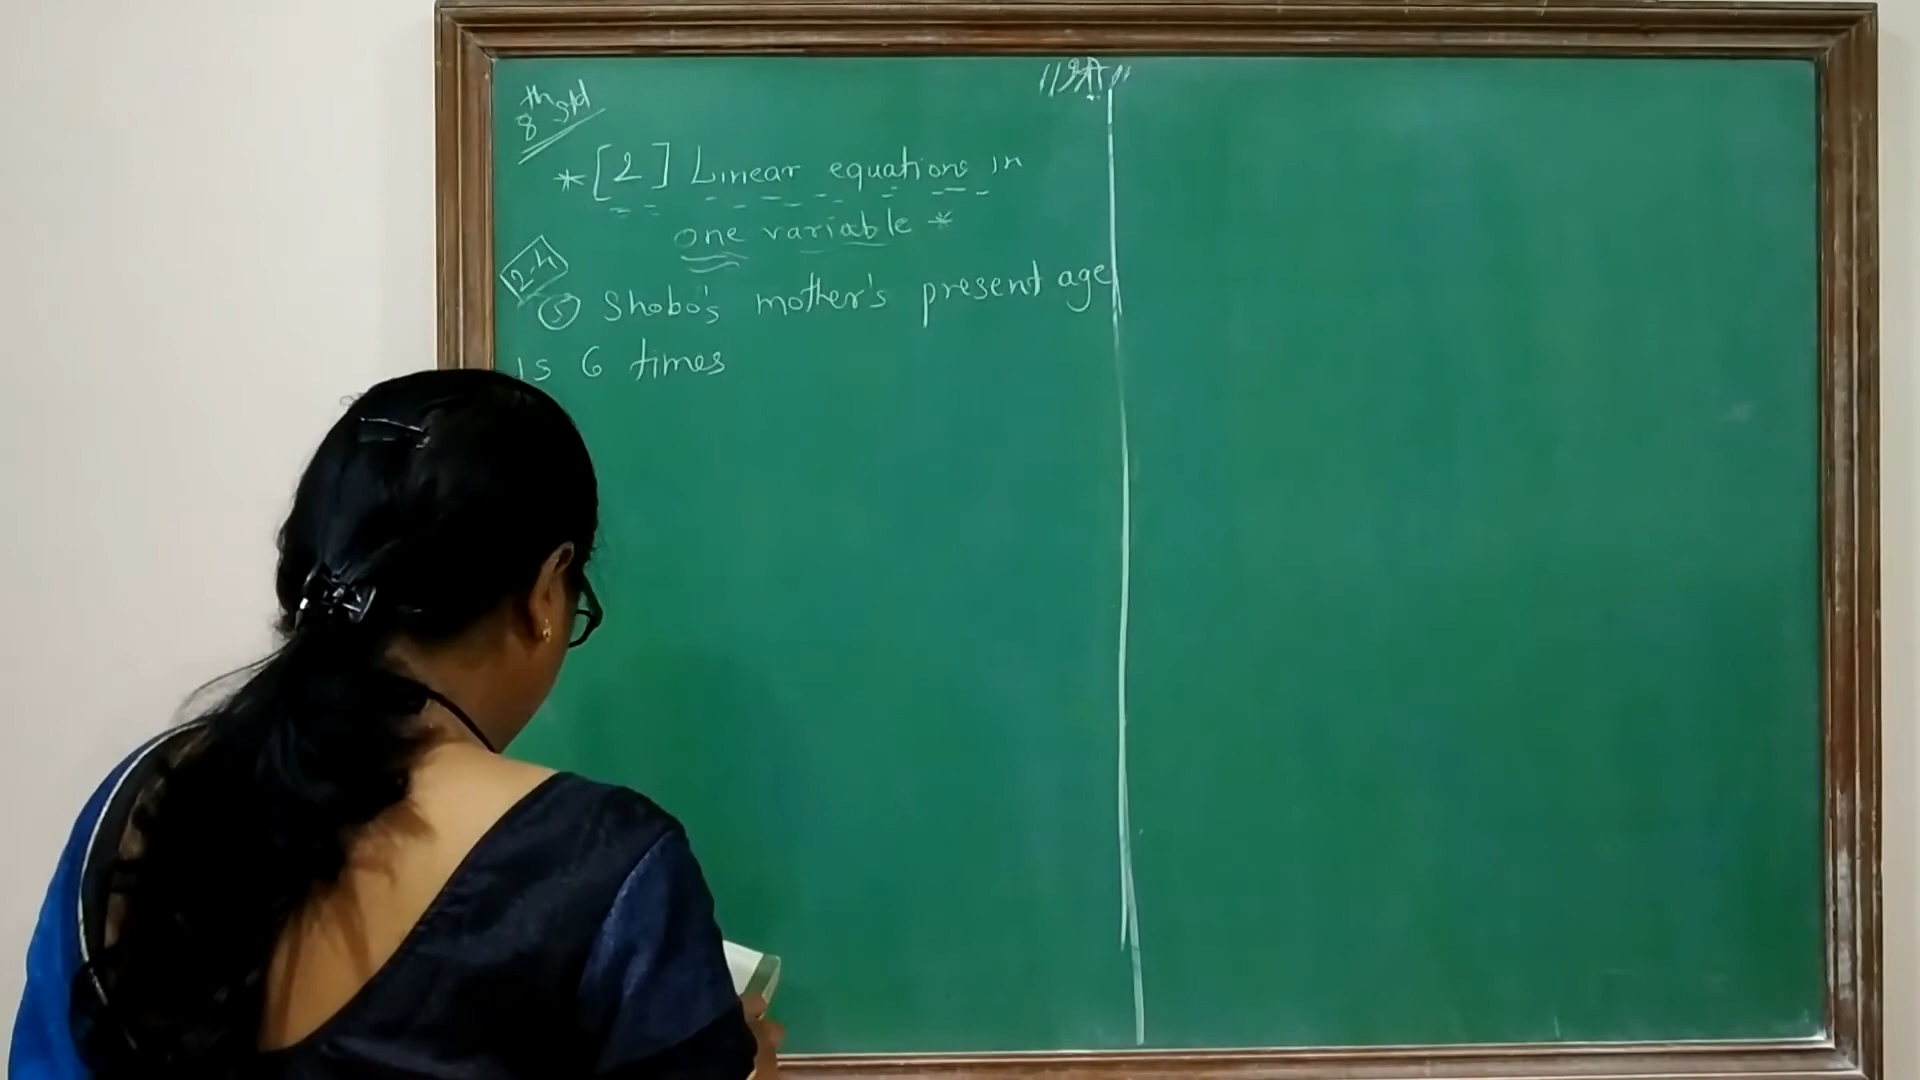 8th std
*[2] Linear equations in
one variable *
2.4
5 Shobo's mother's present age
is 6 times